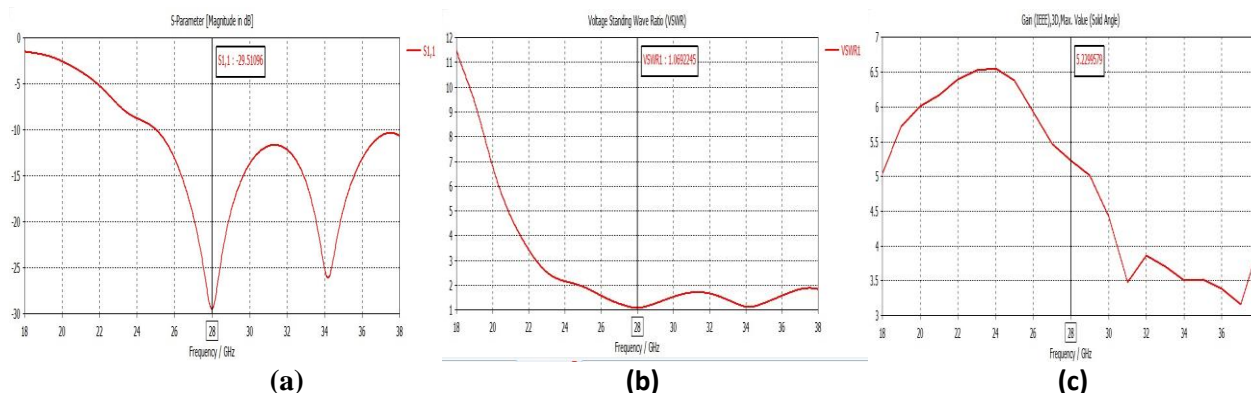 S-Parameter [Magnitude in dB]
S1,1 : -29.51096
S1,1
0
-5
-10
-15
-20
-25
-30
18 20 22 24 26 28 30 32 34 36 38
Frequency / GHz
(a)
Voltage Standing Wave Ratio (VSWR)
VSWR1 : 1.0692245
VSWR1
12
11
10
9
8
7
6
5
4
3
2
1
18 20 22 24 26 28 30 32 34 36 38
Frequency / GHz
(b)
Gain (IEEE),3D,Max. Value (Solid Angle)
5.2299579
7
6.5
6
5.5
5
4.5
4
3.5
3
18 20 22 24 26 28 30 32 34 36
Frequency / GHz
(c)